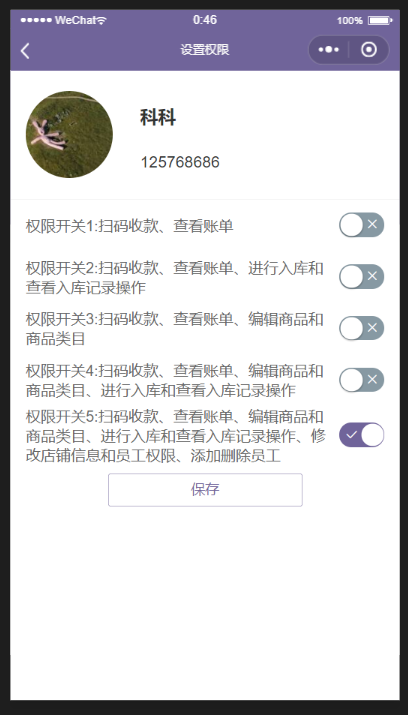 ●●●●● WeChat 0:46 100%
设置权限
科科
125768686
权限开关1:扫码收款、查看账单
权限开关2:扫码收款、查看账单、进行入库和
查看入库记录操作
权限开关3:扫码收款、查看账单、编辑商品和
商品类目
权限开关4:扫码收款、查看账单、编辑商品和
商品类目、进行入库和查看入库记录操作
权限开关5:扫码收款、查看账单、编辑商品和
商品类目、进行入库和查看入库记录操作、修
改店铺信息和员工权限、添加删除员工
保存